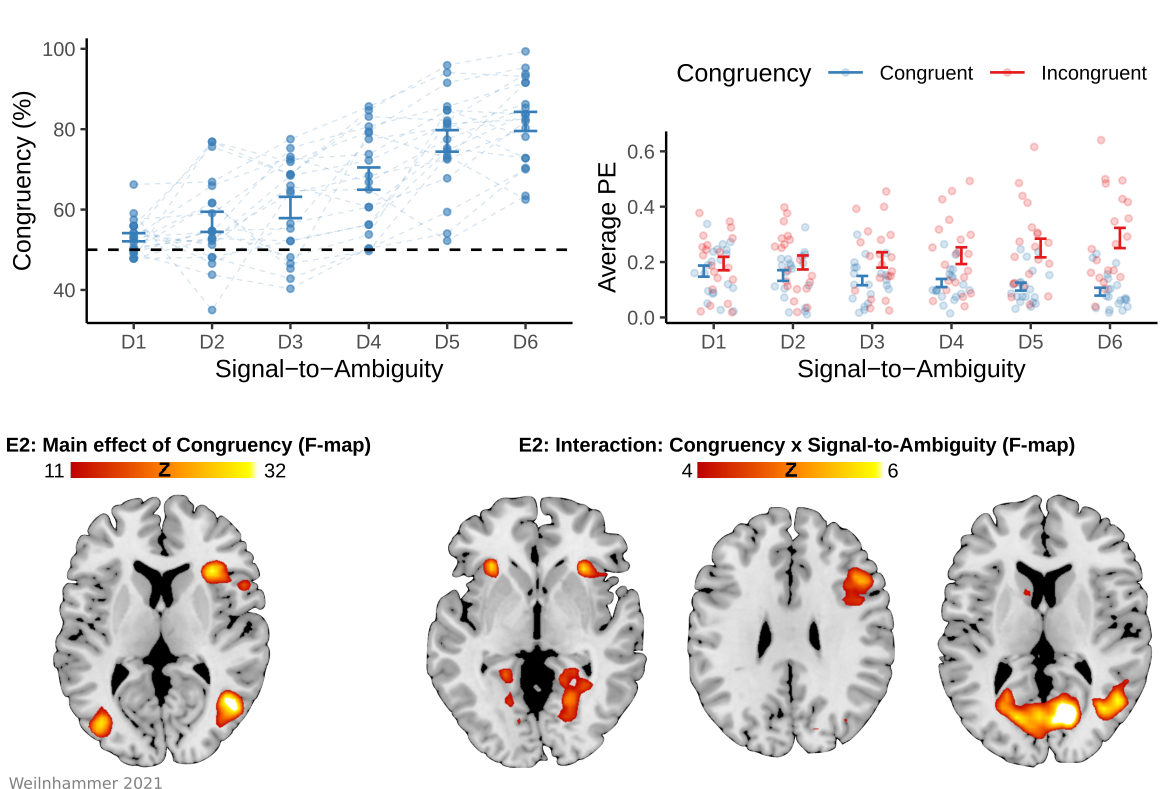 Congruency (%)
100
80
60
40
D1 D2 D3 D4 D5 D6
Signal−to−Ambiguity
Congruency Congruent Incongruent
Average PE
0.6
0.4
0.2
0.0
D1 D2 D3 D4 D5 D6
Signal−to−Ambiguity
E2: Main effect of Congruency (F-map)
11 Z 32
E2: Interaction: Congruency x Signal-to-Ambiguity (F-map)
4 Z 6
Weilnhammer 2021